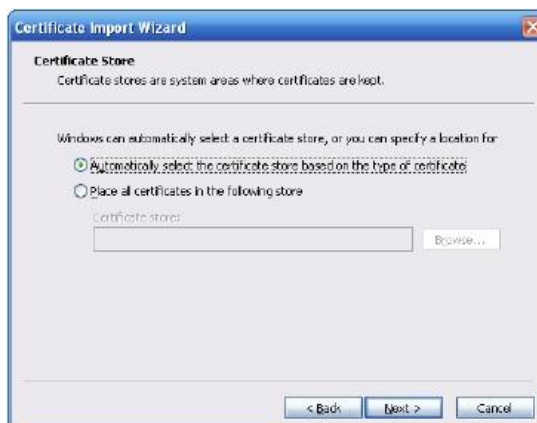 Certificate Import Wizard
Certificate Store
Certificate stores are system areas where certificates are kept.
Windows can automatically select a certificate store, or you can specify a location for
Automatically select the certificate store based on the type of certificate
Place all certificates in the following store
Certificate store:
Browse...
< Back
Next >
Cancel